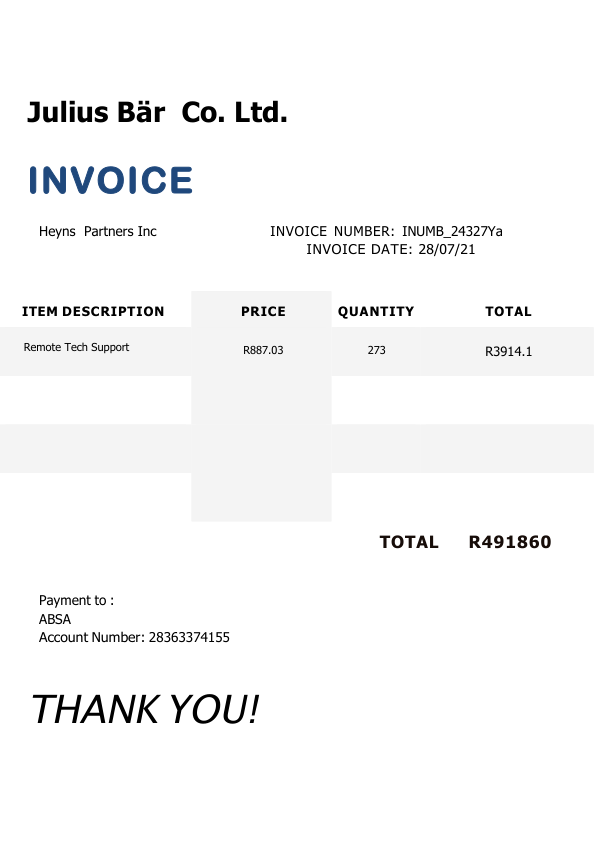 Julius Bär Co. Ltd.
INVOICE
Heyns Partners Inc
INVOICE NUMBER: INUMB_24327Ya
INVOICE DATE: 28/07/21
ITEM DESCRIPTION PRICE QUANTITY TOTAL
Remote Tech Support R887.03 273 R3914.1
TOTAL R491860
Payment to :
ABSA
Account Number: 28363374155
THANK YOU!